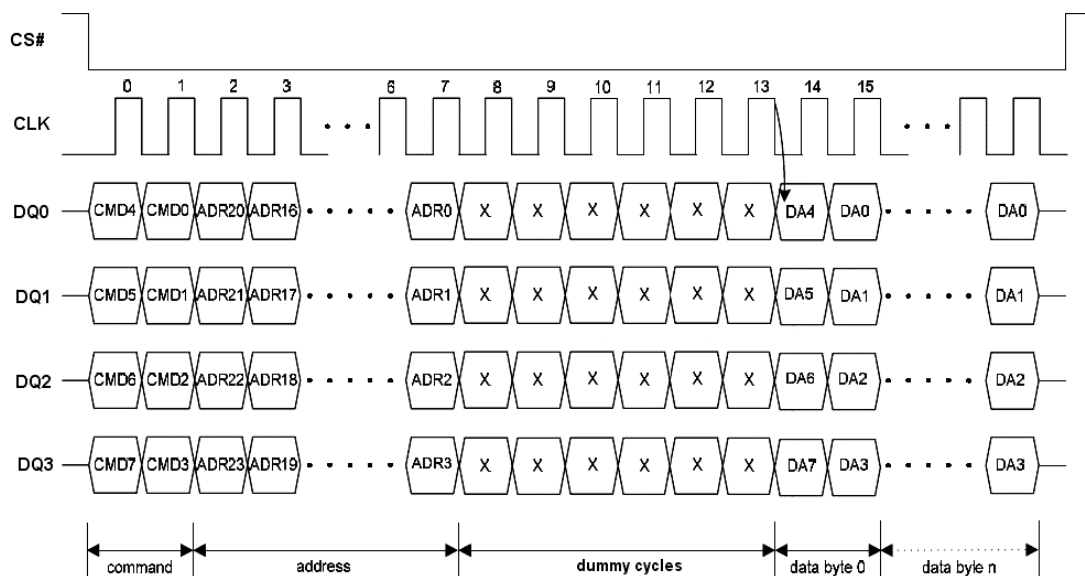 CS#
0 1 2 3 6 7 8 9 10 11 12 13 14 15
CLK
DQ0 CMD4 CMD0 ADR20 ADR16 ADR0 X X X X X X DA4 DA0 DA0
DQ1 CMD5 CMD1 ADR21 ADR17 ADR1 X X X X X X DA5 DA1 DA1
DQ2 CMD6 CMD2 ADR22 ADR18 ADR2 X X X X X X DA6 DA2 DA2
DQ3 CMD7 CMD3 ADR23 ADR19 ADR3 X X X X X X DA7 DA3 DA3
command address dummy cycles data byte 0 data byte n